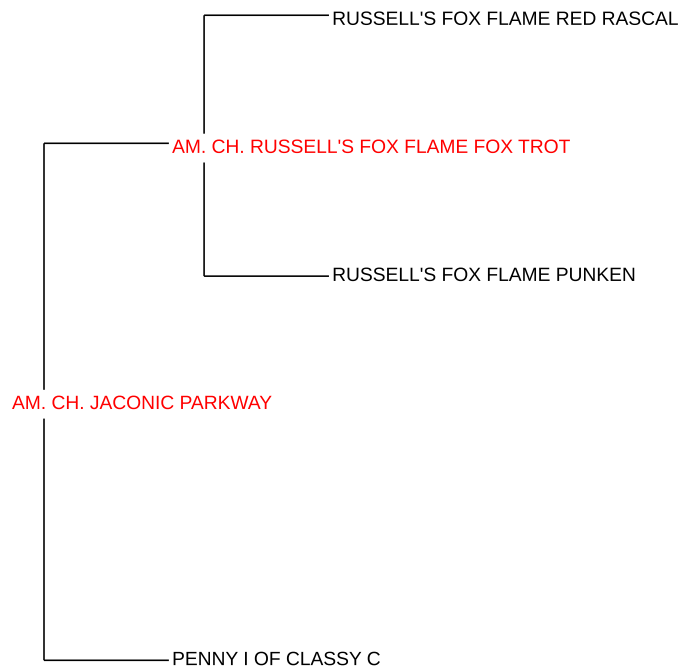 RUSSELL'S FOX FLAME RED RASCAL
AM. CH. RUSSELL'S FOX FLAME FOX TROT
RUSSELL'S FOX FLAME PUNKEN
AM. CH. JACONIC PARKWAY
PENNY I OF CLASSY C